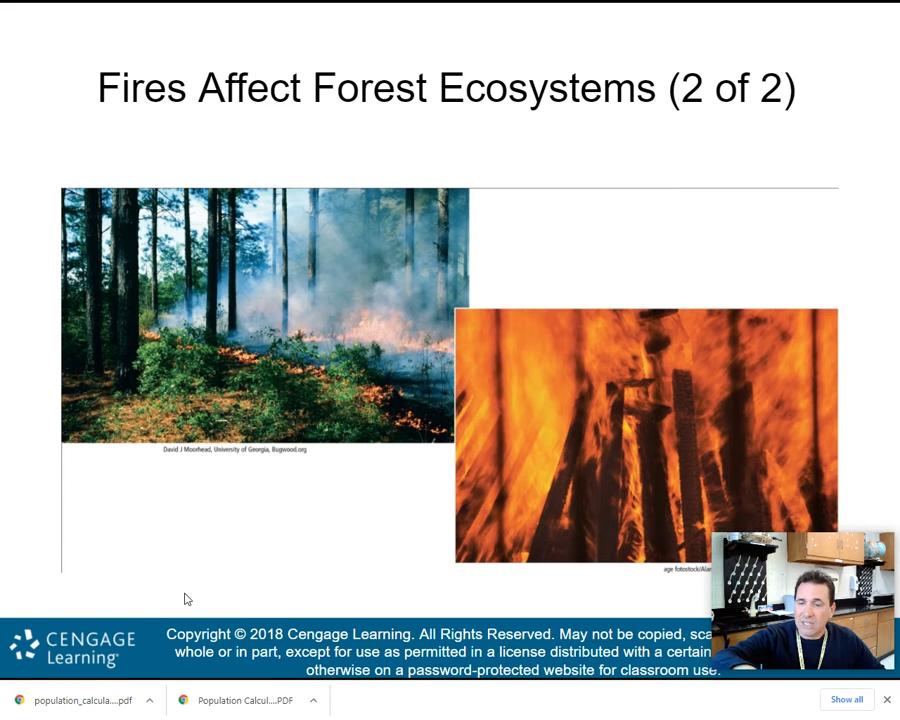 Fires Affect Forest Ecosystems (2 of 2)
David J Moorhead, University of Georgia, Bugwood.org
age fotostock/Alar
CENGAGE
Learning™
Copyright © 2018 Cengage Learning. All Rights Reserved. May not be copied, sca
whole or in part, except for use as permitted in a license distributed with a certain
otherwise on a password-protected website for classroom use.
population_calcula....pdf
Population Calcul....PDF
Show all